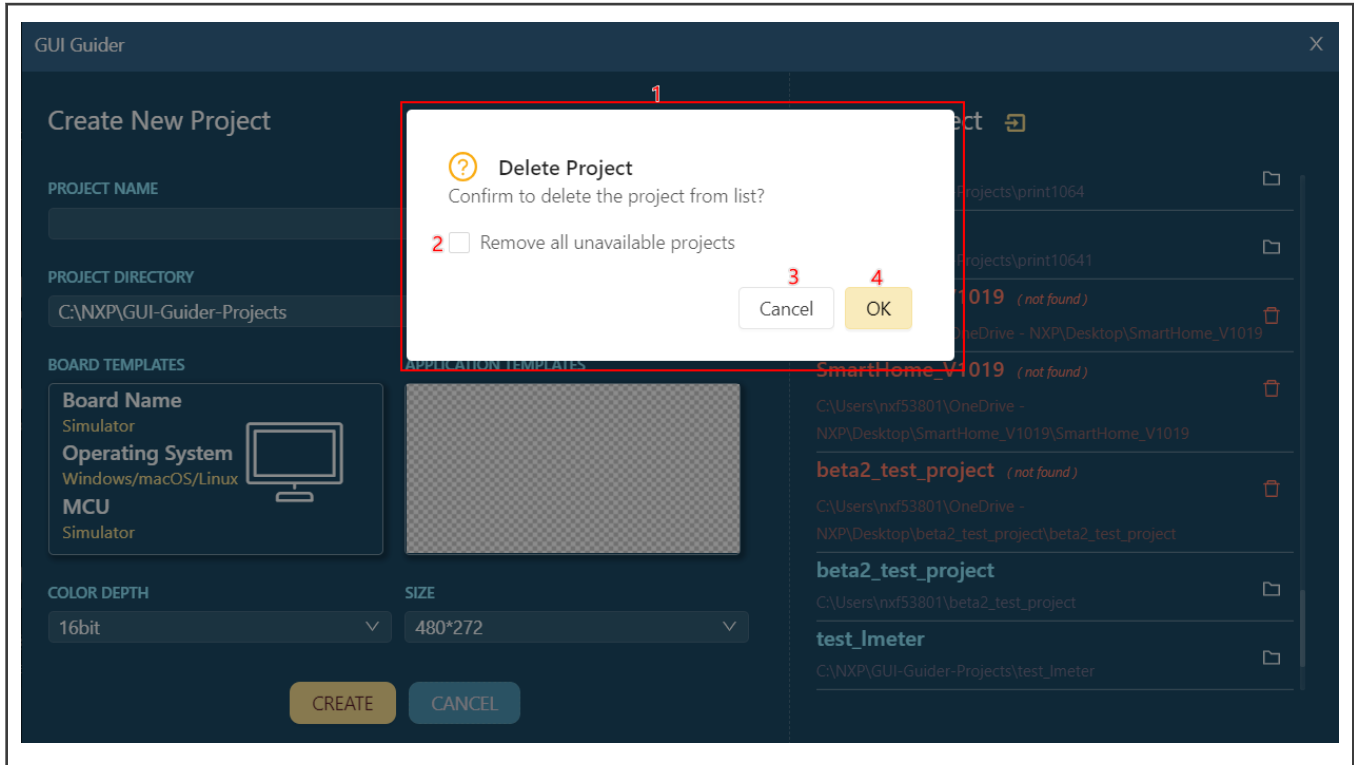 GUI Guider X
1
Create New Project
ect
Delete Project
Confirm to delete the project from list?
2 Remove all unavailable projects
3 4
Cancel OK
PROJECT NAME
PROJECT DIRECTORY
C:\NXP\GUI-Guider-Projects
BOARD TEMPLATES
APPLICATION TEMPLATES
Board Name
Simulator
Operating System
Windows/macOS/Linux
MCU
Simulator
COLOR DEPTH
SIZE
16bit
480*272
CREATE
CANCEL
Projects\print1064
Projects\print10641
1019 (not found)
OneDrive - NXP\Desktop\SmartHome_V1019
SmartHome_V1019 (not found)
C:\Users\nxf53801\OneDrive -
NXP\Desktop\SmartHome_V1019\SmartHome_V1019
beta2_test_project (not found)
C:\Users\nxf53801\OneDrive -
NXP\Desktop\beta2_test_project\beta2_test_project
beta2_test_project
C:\Users\nxf53801\beta2_test_project
test_lmeter
C:\NXP\GUI-Guider-Projects\test_lmeter